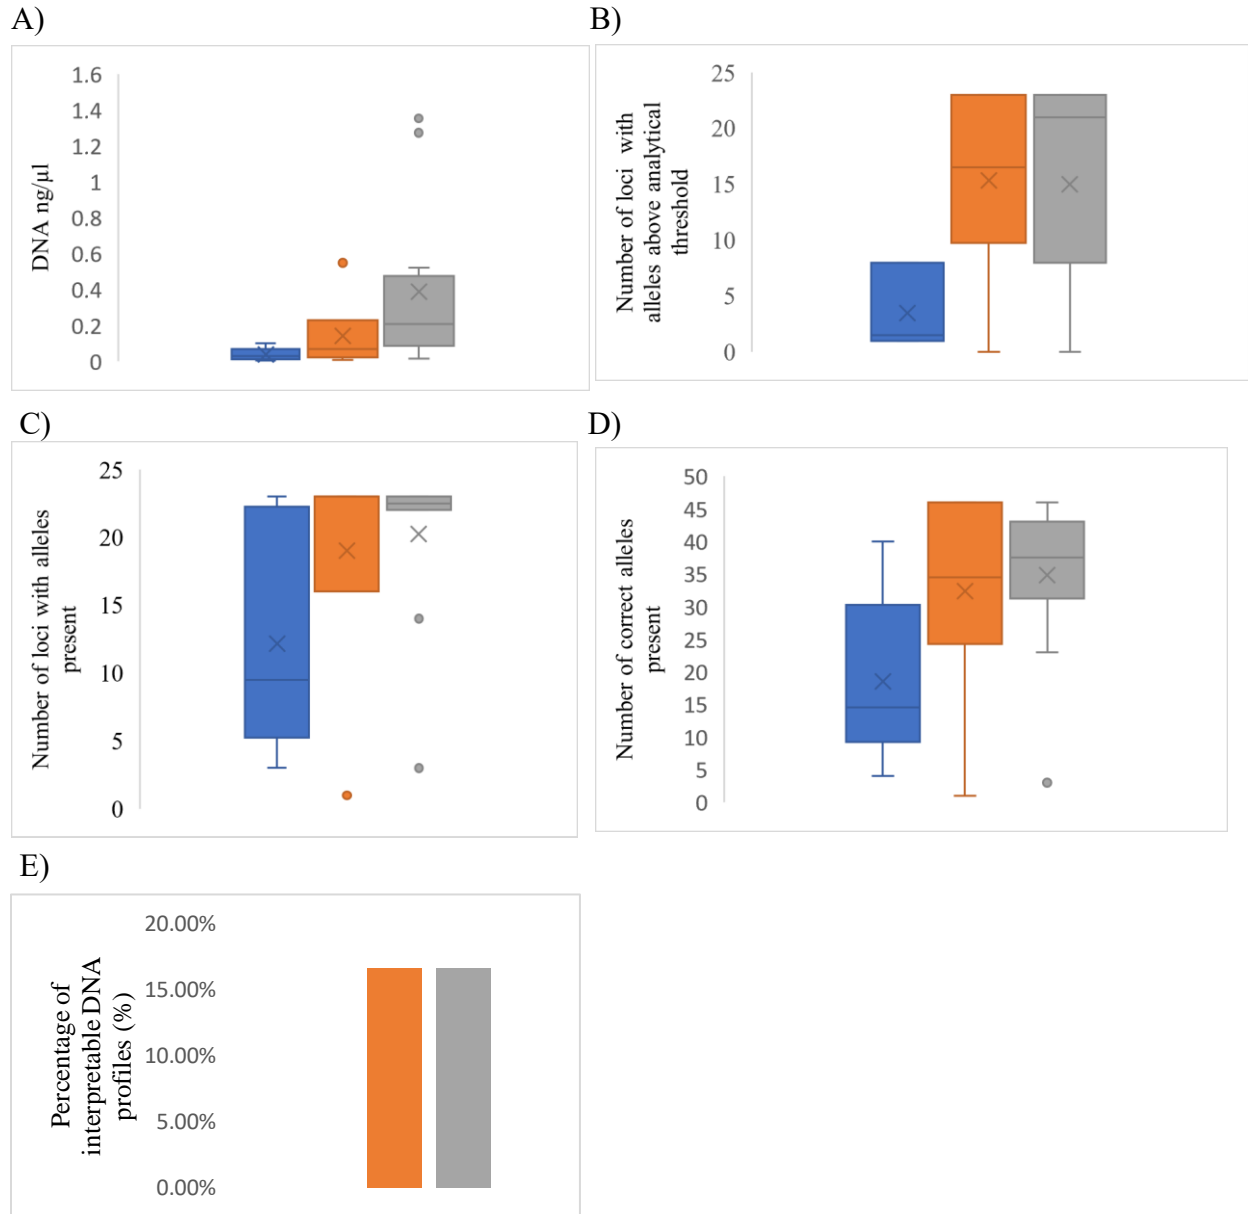 A)
DNA ng/μl
1.6
1.4
1.2
1
0.8
0.6
0.4
0.2
0
B)
Number of loci with
alleles above analytical
threshold
25
20
15
10
5
0
C)
Number of loci with alleles
present
25
20
15
10
5
0
D)
Number of correct alleles
present
50
45
40
35
30
25
20
15
10
5
0
E)
Percentage of
interpretable DNA
profiles (%)
20.00%
15.00%
10.00%
5.00%
0.00%